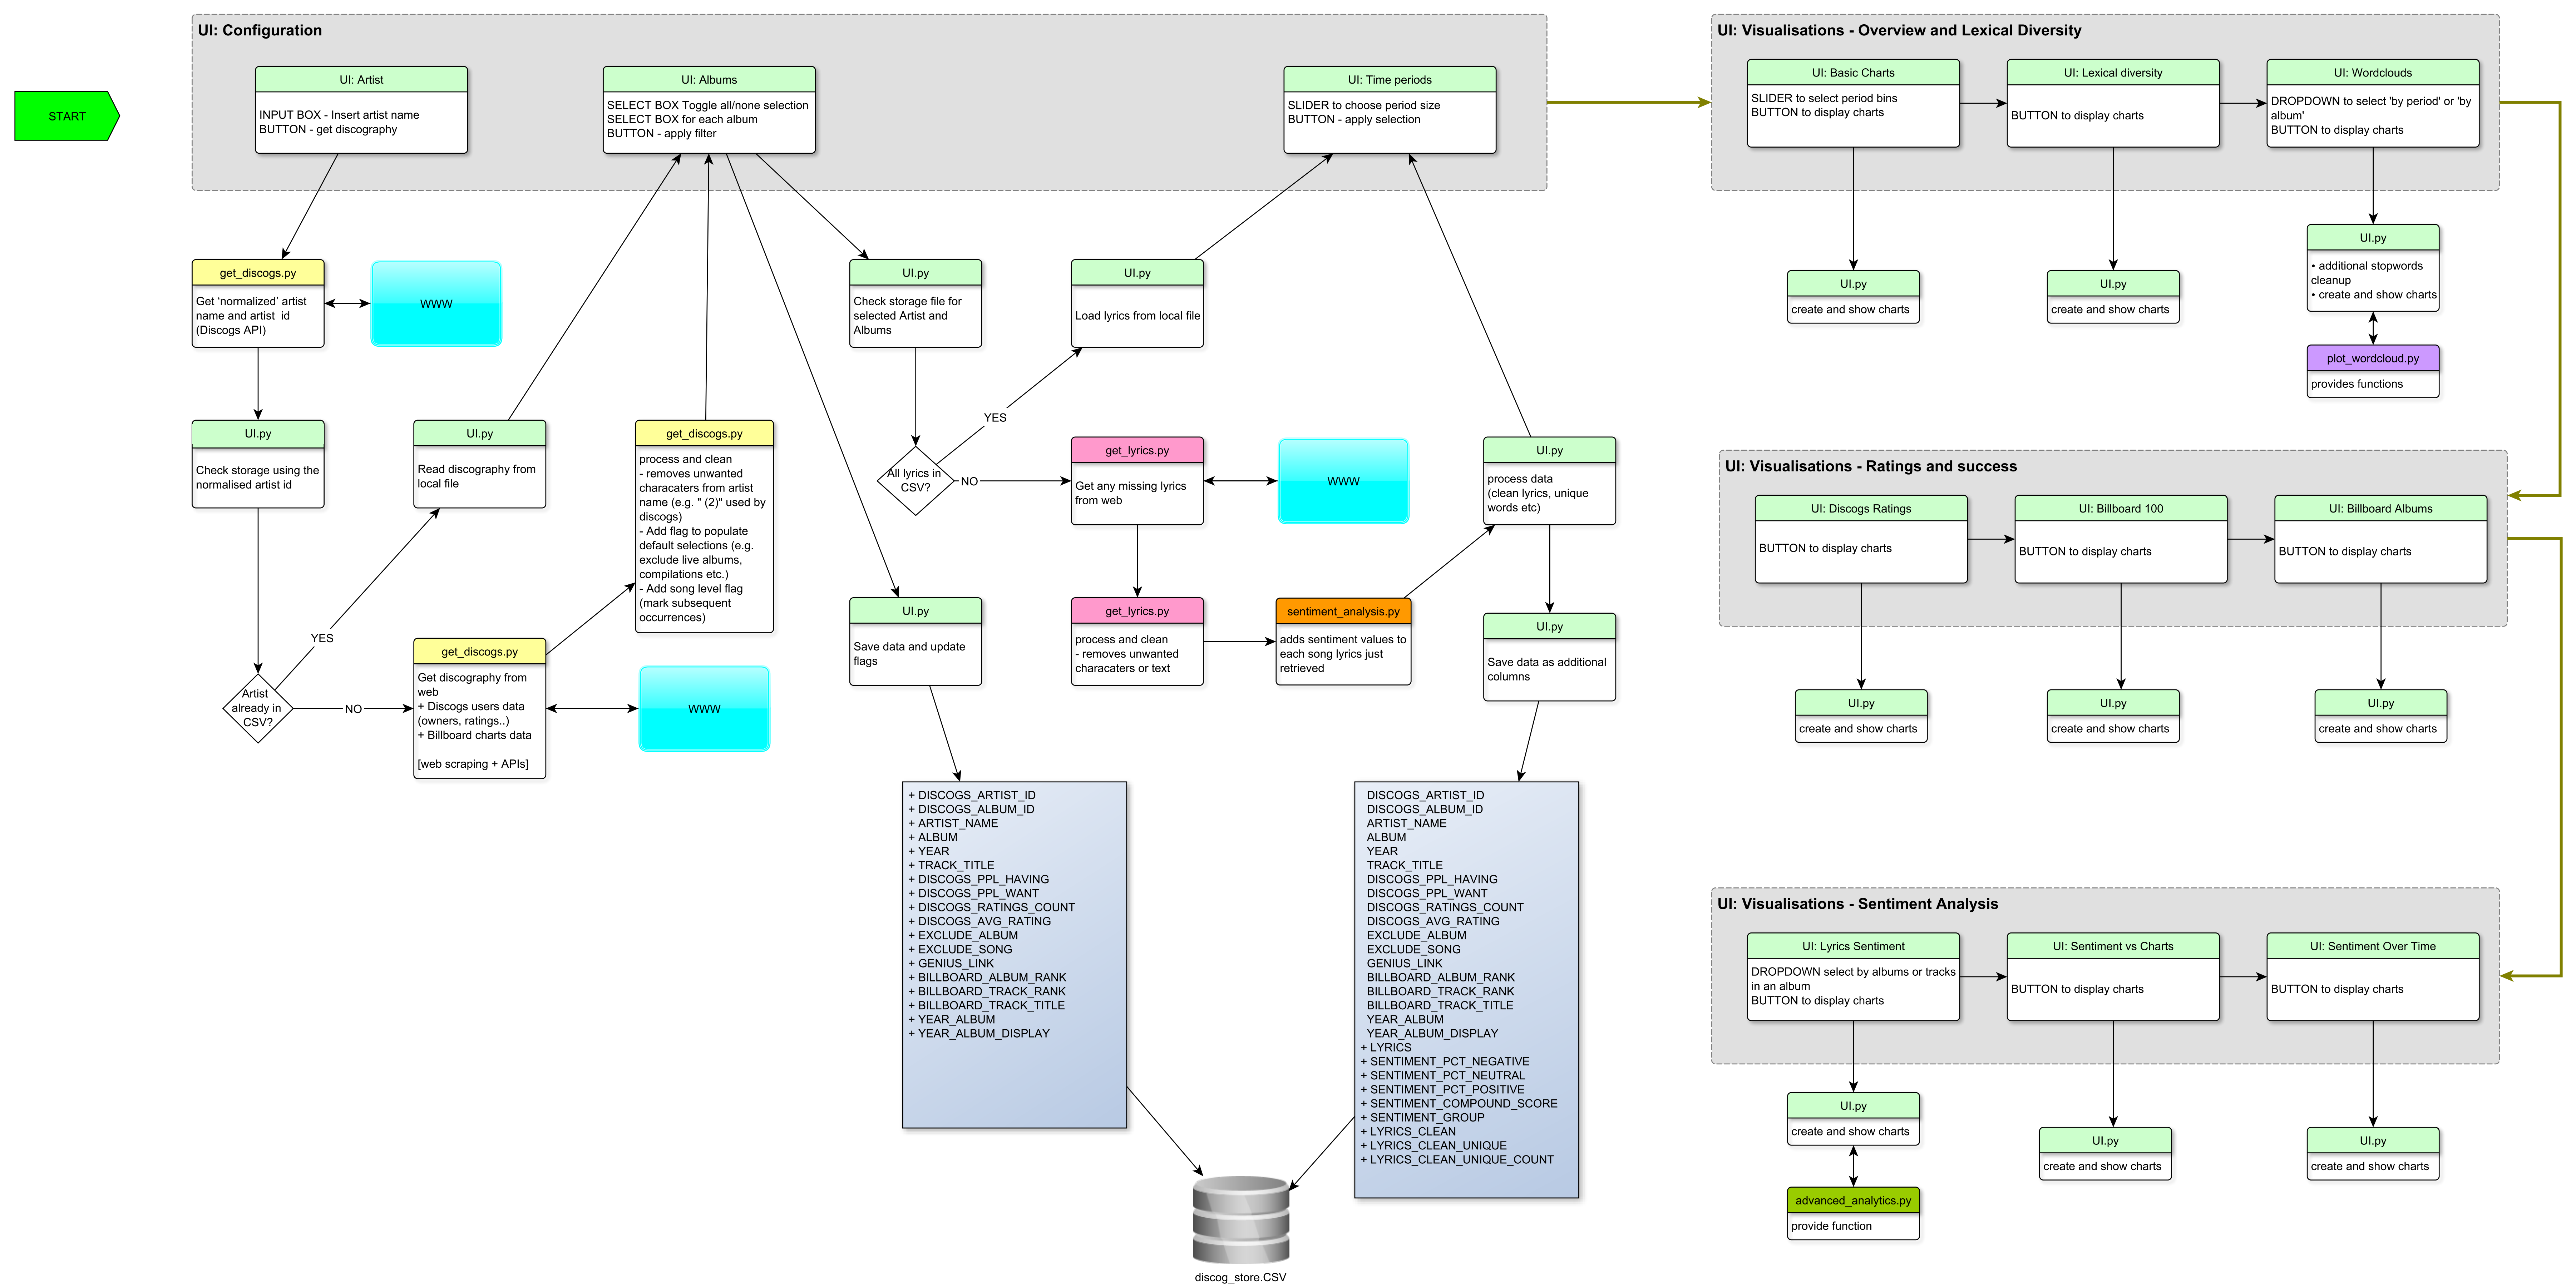 START
UI: Configuration
UI: Artist
INPUT BOX - Insert artist name
BUTTON - get discography
UI: Albums
SELECT BOX Toggle all/none selection
SELECT BOX for each album
BUTTON - apply filter
UI: Time periods
SLIDER to choose period size
BUTTON - apply selection
get_discogs.py
Get ‘normalized’ artist
name and artist id
(Discogs API)
WWW
UI.py
Check storage using the
normalised artist id
Artist
already in
CSV?
YES
NO
UI.py
Read discography from
local file
get_discogs.py
Get discography from
web
+ Discogs users data
(owners, ratings..)
+ Billboard charts data
[web scraping + APIs]
WWW
get_discogs.py
process and clean
- removes unwanted
characaters from artist
name (e.g. " (2)" used by
discogs)
- Add flag to populate
default selections (e.g.
exclude live albums,
compilations etc.)
- Add song level flag
(mark subsequent
occurrences)
UI.py
Check storage file for
selected Artist and
Albums
All lyrics in
CSV?
YES
NO
UI.py
Load lyrics from local file
get_lyrics.py
Get any missing lyrics
from web
WWW
get_lyrics.py
process and clean
- removes unwanted
characaters or text
sentiment_analysis.py
adds sentiment values to
each song lyrics just
retrieved
UI.py
process data
(clean lyrics, unique
words etc)
UI.py
Save data as additional
columns
UI.py
Save data and update
flags
+ DISCOGS_ARTIST_ID
+ DISCOGS_ALBUM_ID
+ ARTIST_NAME
+ ALBUM
+ YEAR
+ TRACK_TITLE
+ DISCOGS_PPL_HAVING
+ DISCOGS_PPL_WANT
+ DISCOGS_RATINGS_COUNT
+ DISCOGS_AVG_RATING
+ EXCLUDE_ALBUM
+ EXCLUDE_SONG
+ GENIUS_LINK
+ BILLBOARD_ALBUM_RANK
+ BILLBOARD_TRACK_RANK
+ BILLBOARD_TRACK_TITLE
+ YEAR_ALBUM
+ YEAR_ALBUM_DISPLAY
DISCOGS_ARTIST_ID
DISCOGS_ALBUM_ID
ARTIST_NAME
ALBUM
YEAR
TRACK_TITLE
DISCOGS_PPL_HAVING
DISCOGS_PPL_WANT
DISCOGS_RATINGS_COUNT
DISCOGS_AVG_RATING
EXCLUDE_ALBUM
EXCLUDE_SONG
GENIUS_LINK
BILLBOARD_ALBUM_RANK
BILLBOARD_TRACK_RANK
BILLBOARD_TRACK_TITLE
YEAR_ALBUM
YEAR_ALBUM_DISPLAY
+ LYRICS
+ SENTIMENT_PCT_NEGATIVE
+ SENTIMENT_PCT_NEUTRAL
+ SENTIMENT_PCT_POSITIVE
+ SENTIMENT_COMPOUND_SCORE
+ SENTIMENT_GROUP
+ LYRICS_CLEAN
+ LYRICS_CLEAN_UNIQUE
+ LYRICS_CLEAN_UNIQUE_COUNT
discog_store.CSV
UI: Visualisations - Overview and Lexical Diversity
UI: Basic Charts
SLIDER to select period bins
BUTTON to display charts
UI: Lexical diversity
BUTTON to display charts
UI: Wordclouds
DROPDOWN to select 'by period' or 'by
album'
BUTTON to display charts
UI.py
create and show charts
UI.py
create and show charts
UI.py
• additional stopwords
cleanup
• create and show charts
plot_wordcloud.py
provides functions
UI: Visualisations - Ratings and success
UI: Discogs Ratings
BUTTON to display charts
UI: Billboard 100
BUTTON to display charts
UI: Billboard Albums
BUTTON to display charts
UI.py
create and show charts
UI.py
create and show charts
UI.py
create and show charts
UI: Visualisations - Sentiment Analysis
UI: Lyrics Sentiment
DROPDOWN select by albums or tracks
in an album
BUTTON to display charts
UI: Sentiment vs Charts
BUTTON to display charts
UI: Sentiment Over Time
BUTTON to display charts
UI.py
create and show charts
UI.py
create and show charts
UI.py
create and show charts
advanced_analytics.py
provide function